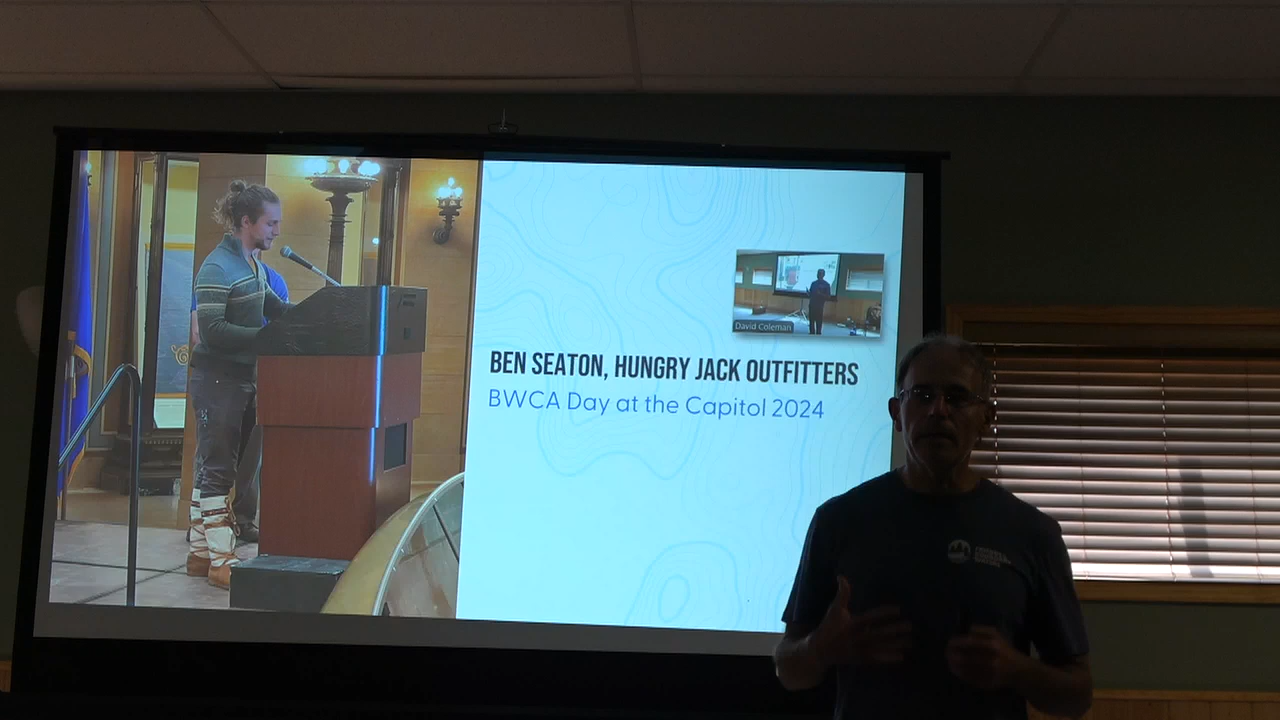 David Coleman
BEN SEATON, HUNGRY JACK OUTFITTERS
BWCA Day at the Capitol 2024